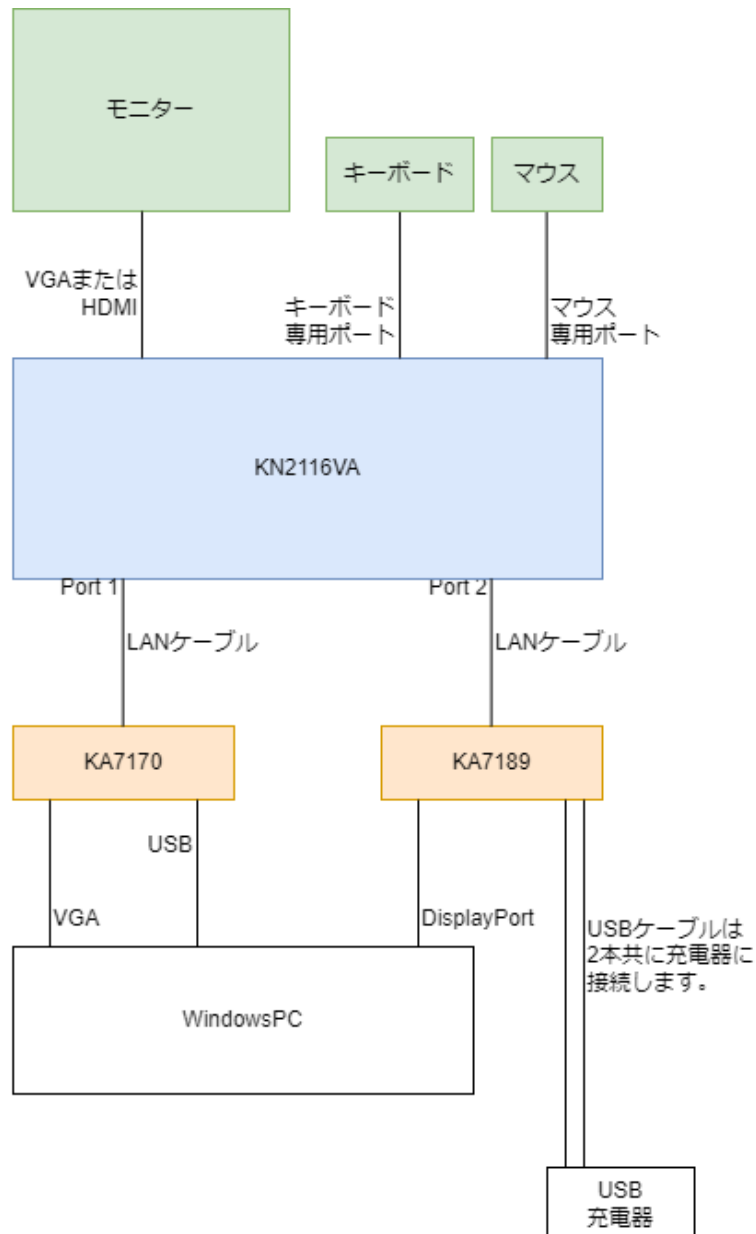 モニター
キーボード
マウス
VGAまたは
HDMI
キーボード
専用ポート
マウス
専用ポート
KN2116VA
Port 1
Port 2
LANケーブル
LANケーブル
KA7170
KA7189
USB
VGA
DisplayPort
USBケーブルは
2本共に充電器に
接続します。
WindowsPC
USB
充電器